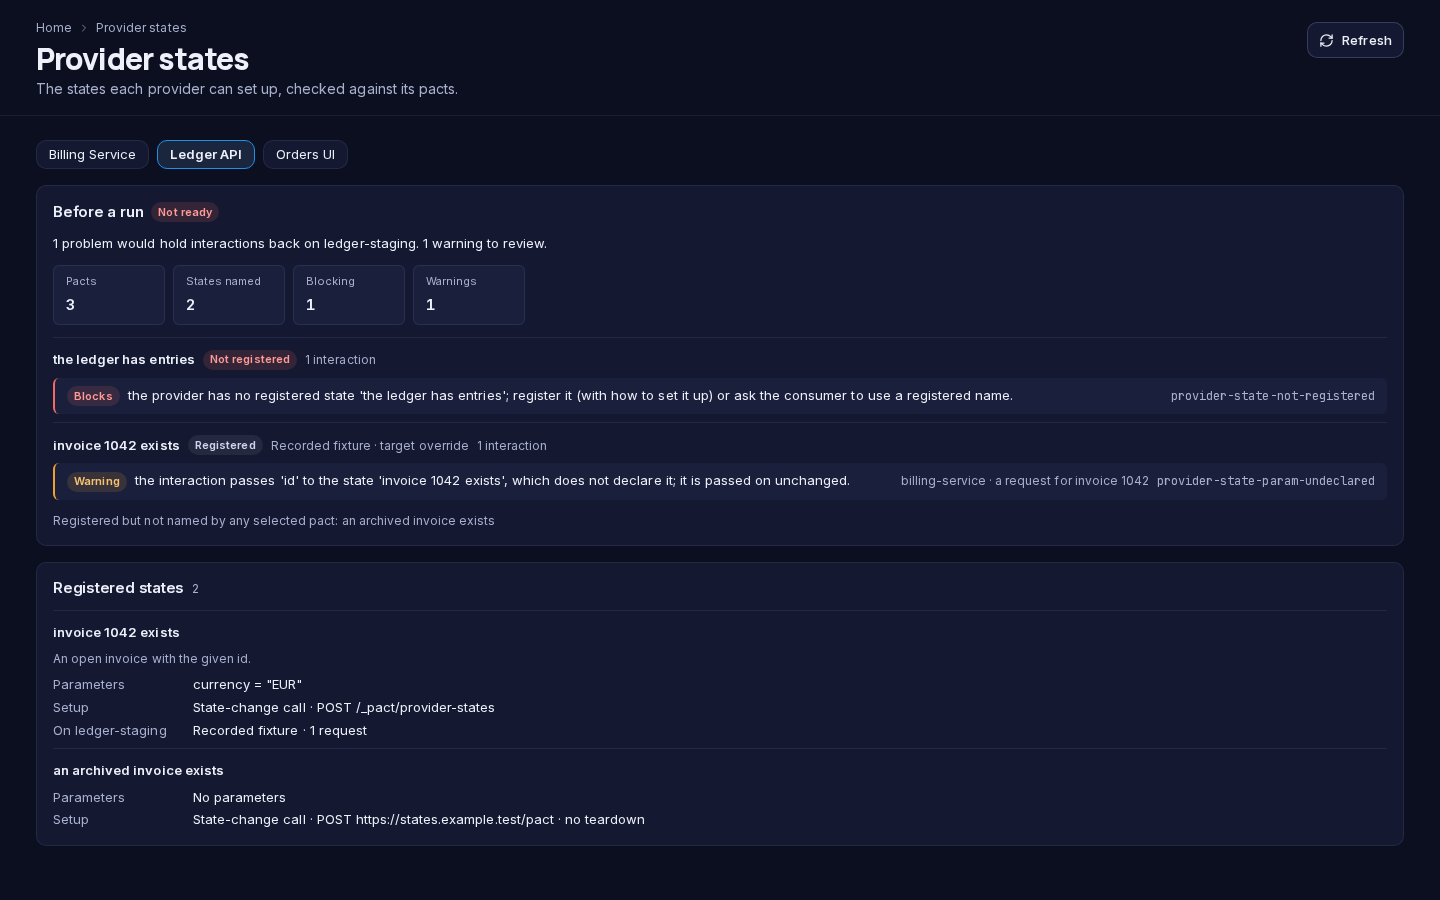 Home > Provider states
Provider states
The states each provider can set up, checked against its pacts.
Refresh
Billing Service
Ledger API
Orders UI
Before a run Not ready
1 problem would hold interactions back on ledger-staging. 1 warning to review.
Pacts
3
States named
2
Blocking
1
Warnings
1
the ledger has entries Not registered 1 interaction
Blocks the provider has no registered state 'the ledger has entries'; register it (with how to set it up) or ask the consumer to use a registered name. provider-state-not-registered
invoice 1042 exists Registered Recorded fixture · target override 1 interaction
Warning the interaction passes 'id' to the state 'invoice 1042 exists', which does not declare it; it is passed on unchanged. billing-service · a request for invoice 1042 provider-state-param-undeclared
Registered but not named by any selected pact: an archived invoice exists
Registered states 2
invoice 1042 exists
An open invoice with the given id.
Parameters currency = "EUR"
Setup State-change call · POST /_pact/provider-states
On ledger-staging Recorded fixture · 1 request
an archived invoice exists
Parameters No parameters
Setup State-change call · POST https://states.example.test/pact · no teardown